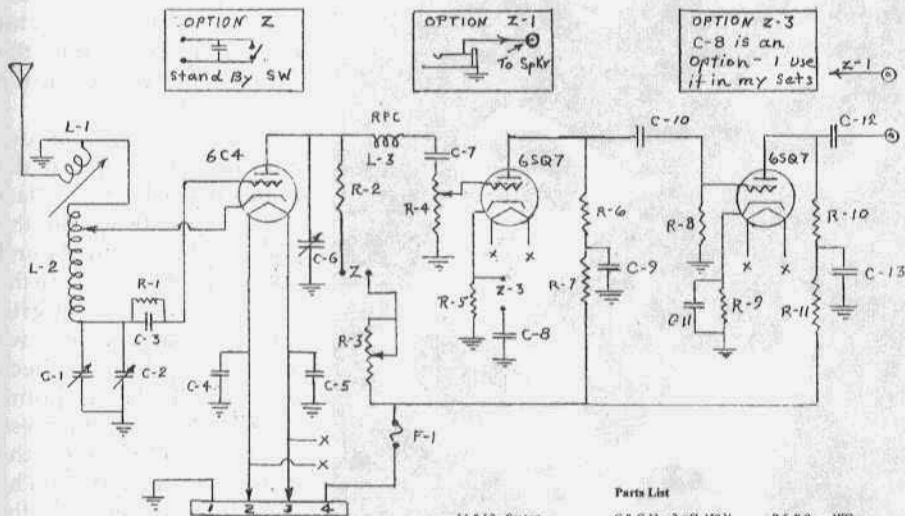 OPTION Z
Stand By SW
OPTION Z-1
To Spkr
OPTION Z-3
C-8 is an
Option - I use
it in my sets
Z-1
L-1
6C4
RPC
L-3
C-7
6SQ7
C-10
6SQ7
C-12
L-2
R-1
C-3
R-2
C-6
R-4
R-6
R-8
R-10
C-9
C-13
C-1
C-2
Z
R-3
R-5
Z-3
C-8
R-7
C11
R-9
R-11
C-4
C-5
X
X
X
X
X
X
F-1
1 2 3 4
Parts List